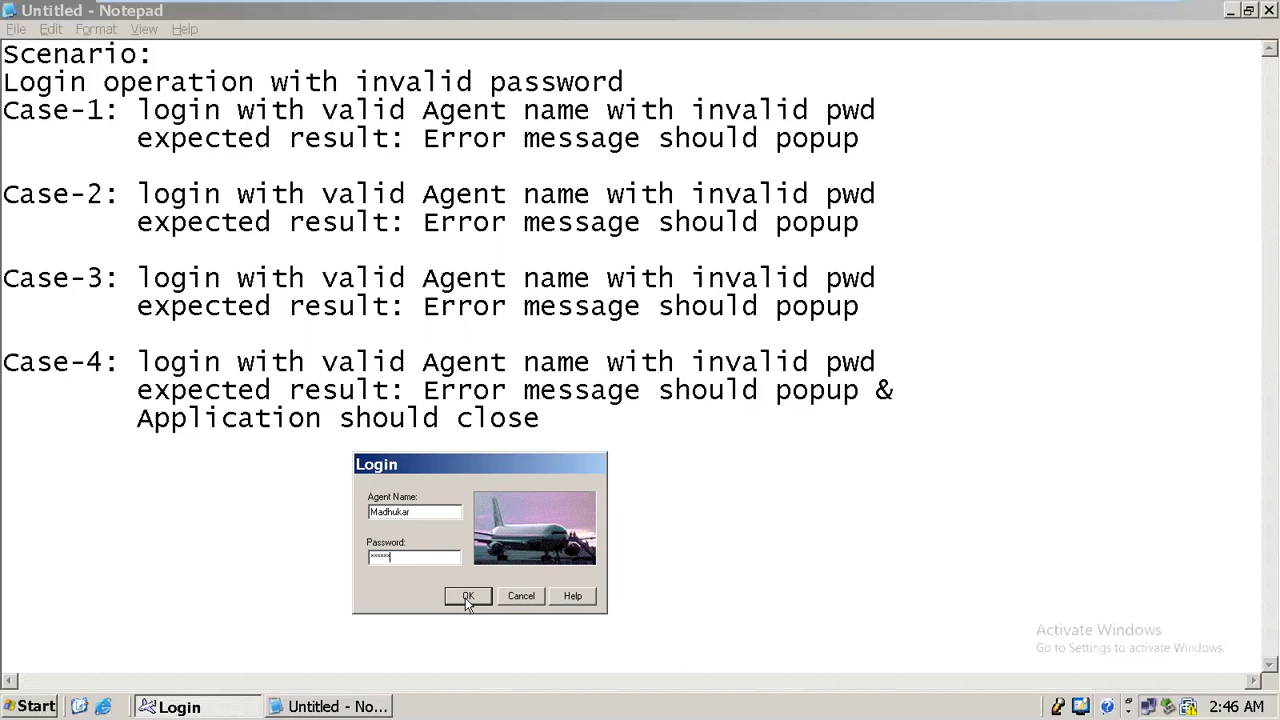 Untitled - Notepad
File Edit Format View Help
Scenario:
Login operation with invalid password
Case-1: login with valid Agent name with invalid pwd
expected result: Error message should popup
Case-2: login with valid Agent name with invalid pwd
expected result: Error message should popup
Case-3: login with valid Agent name with invalid pwd
expected result: Error message should popup
Case-4: login with valid Agent name with invalid pwd
expected result: Error message should popup &
Application should close
Login
Agent Name:
Madhukar
Password:
******
OK Cancel Help
Activate Windows
Go to Settings to activate Windows.
Start Login Untitled - No... 2:46 AM